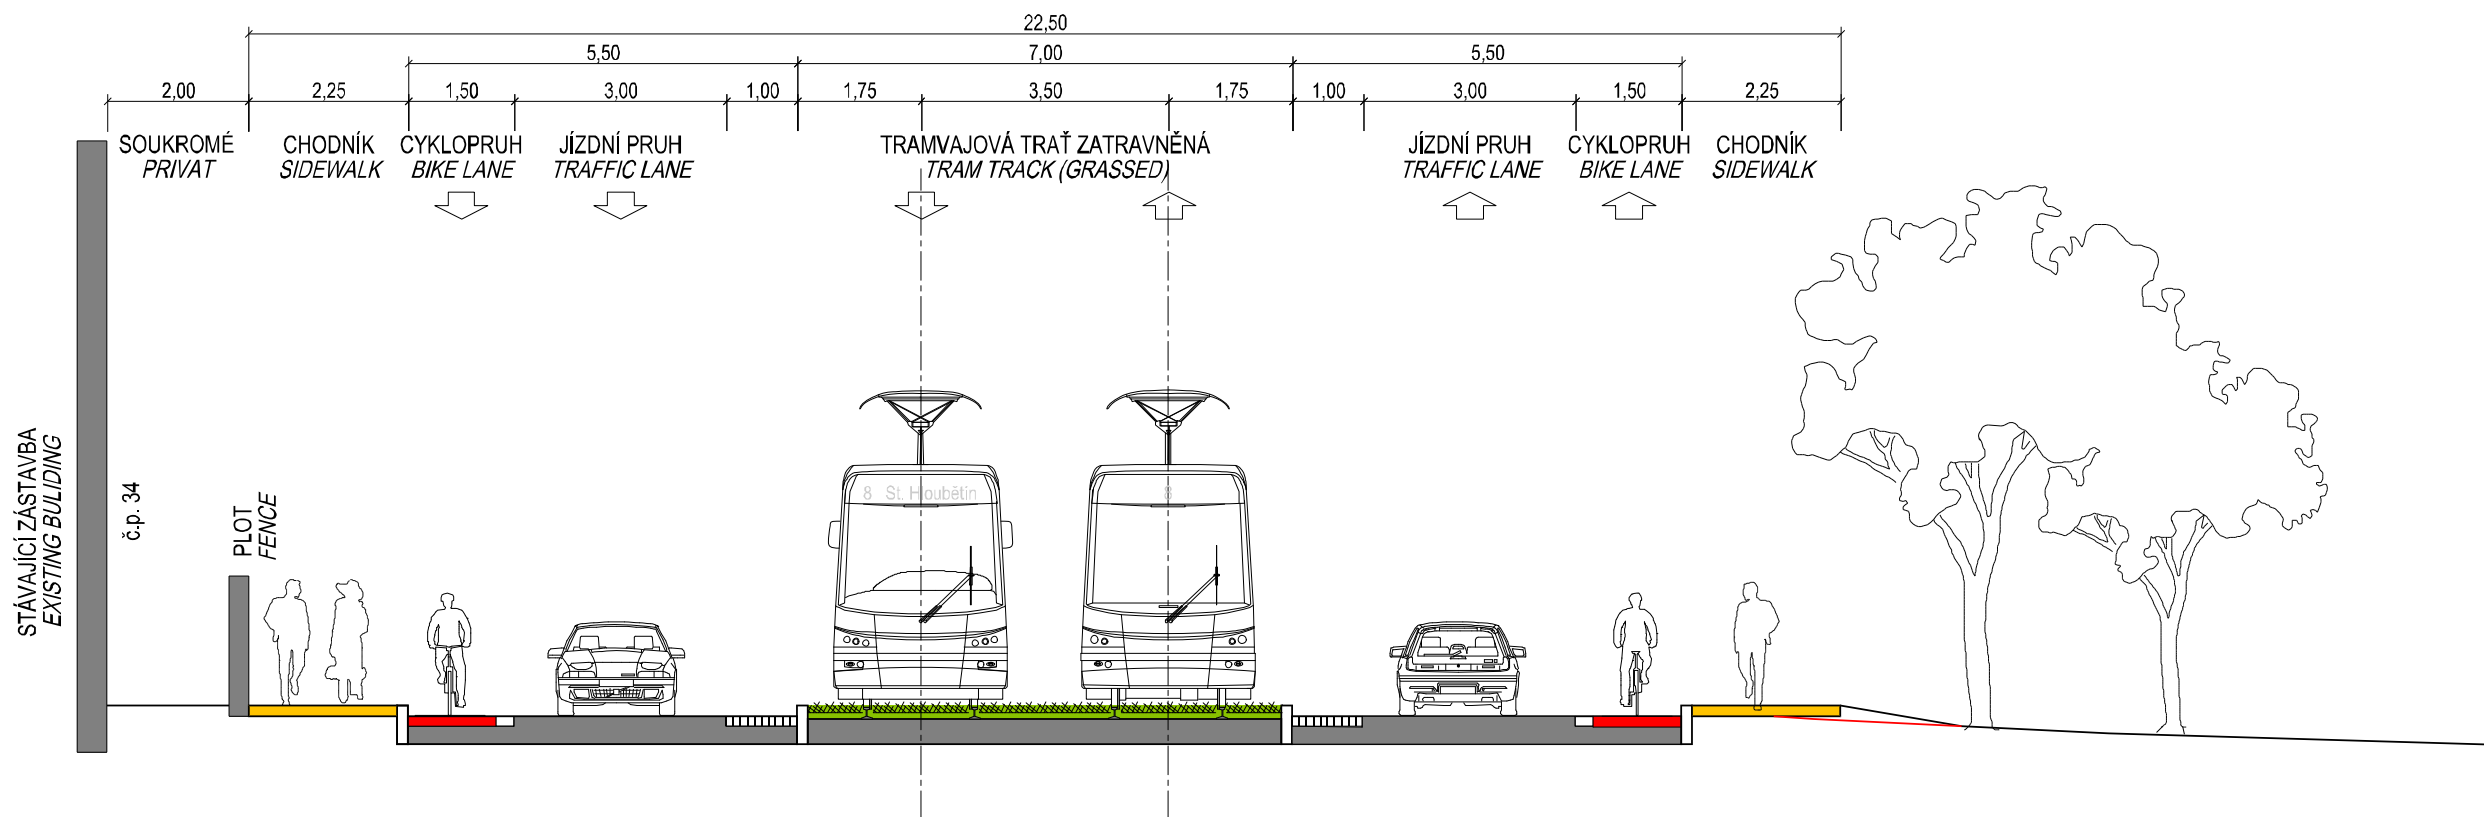 22,50
5,50
7,00
5,50
2,00
2,25
1,50
3,00
1,00
1,75
3,50
1,75
1,00
3,00
1,50
2,25
SOUKROMÉ
PRIVAT
CHODNÍK
SIDEWALK
CYKLOPRUH
BIKE LANE
JÍZDNÍ PRUH
TRAFFIC LANE
TRAMVAJOVÁ TRAŤ ZATRAVNĚNÁ
TRAM TRACK (GRASSED)
JÍZDNÍ PRUH
TRAFFIC LANE
CYKLOPRUH
BIKE LANE
CHODNÍK
SIDEWALK
STÁVAJÍCÍ ZÁSTAVBA
EXISTING BULIDING
č.p. 34
PLOT
FENCE
8 St. Hloubětín
8